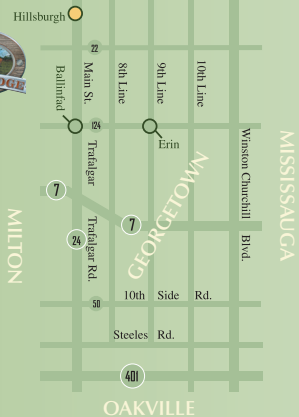 Hillsburgh
22
Ballinfad
Main St.
8th Line
9th Line
10th Line
124
Erin
Trafalgar
Winston Churchill Blvd.
MISSISSAUGA
GEORGETOWN
7
7
MILTON
24
Trafalgar Rd.
10th Side Rd.
50
Steeles Rd.
401
OAKVILLE